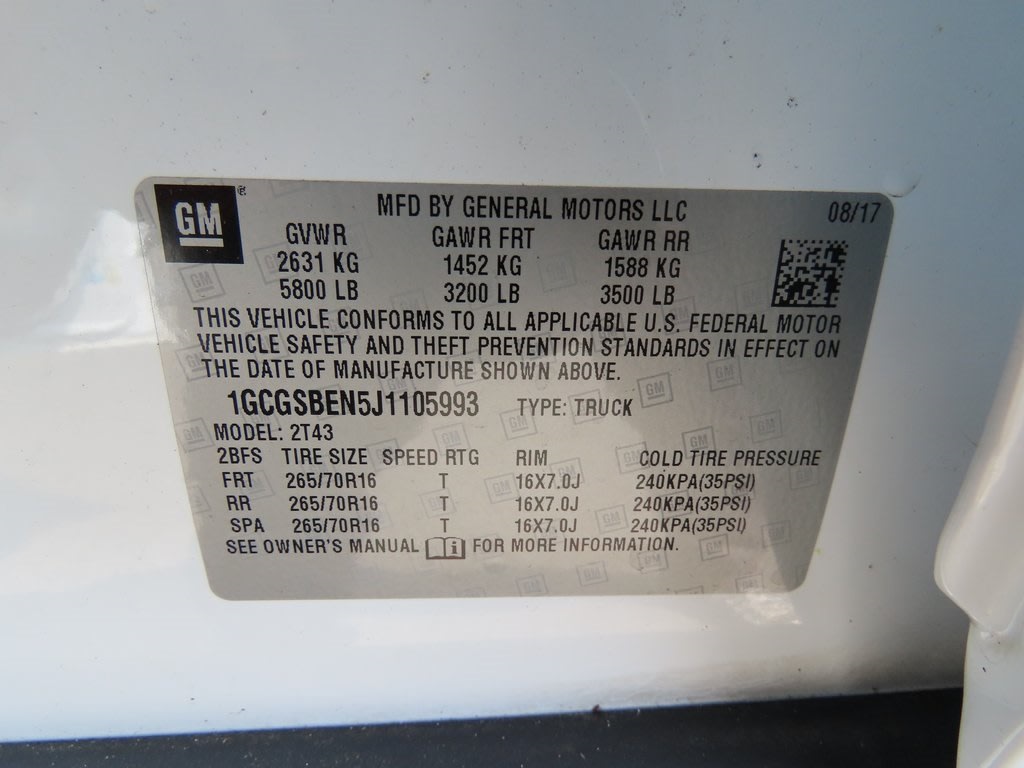 GM ® MFD BY GENERAL MOTORS LLC 08/17
GVWR GAWR FRT GAWR RR
2631 KG 1452 KG 1588 KG
5800 LB 3200 LB 3500 LB
THIS VEHICLE CONFORMS TO ALL APPLICABLE U.S. FEDERAL MOTOR
VEHICLE SAFETY AND THEFT PREVENTION STANDARDS IN EFFECT ON
THE DATE OF MANUFACTURE SHOWN ABOVE.
1GCGSBEN5J1105993 TYPE: TRUCK
MODEL: 2T43
2BFS TIRE SIZE SPEED RTG RIM COLD TIRE PRESSURE
FRT 265/70R16 T 16X7.0J 240KPA(35PSI)
RR 265/70R16 T 16X7.0J 240KPA(35PSI)
SPA 265/70R16 T 16X7.0J 240KPA(35PSI)
SEE OWNER'S MANUAL i FOR MORE INFORMATION.